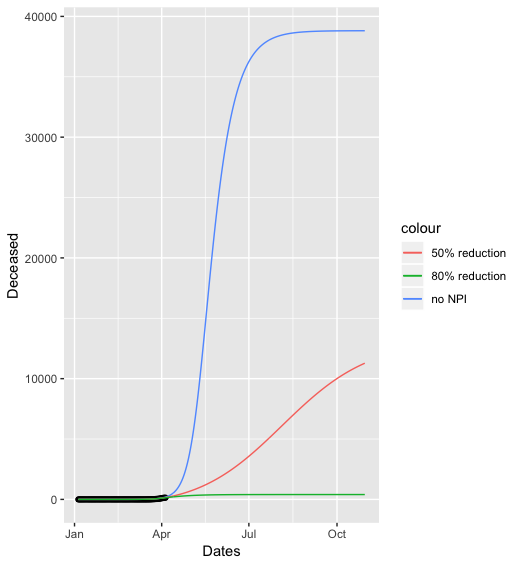 40000
30000
20000
10000
0
Deceased
Jan
Apr
Jul
Oct
Dates
colour
50% reduction
80% reduction
no NPI